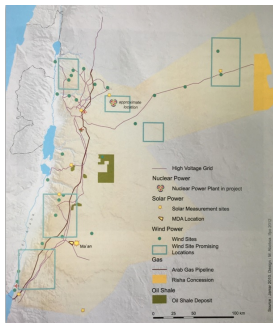 approximate
location
Ma'an
High Voltage Grid
Nuclear Power
Nuclear Power Plant in project
Solar Power
Solar Measurement sites
MDA Location
Wind Power
Wind Sites
Wind Site Promising
Locations
Gas
Arab Gas Pipeline
Risha Concession
Oil Shale
Oil Shale Deposit
0 25 50 100 km